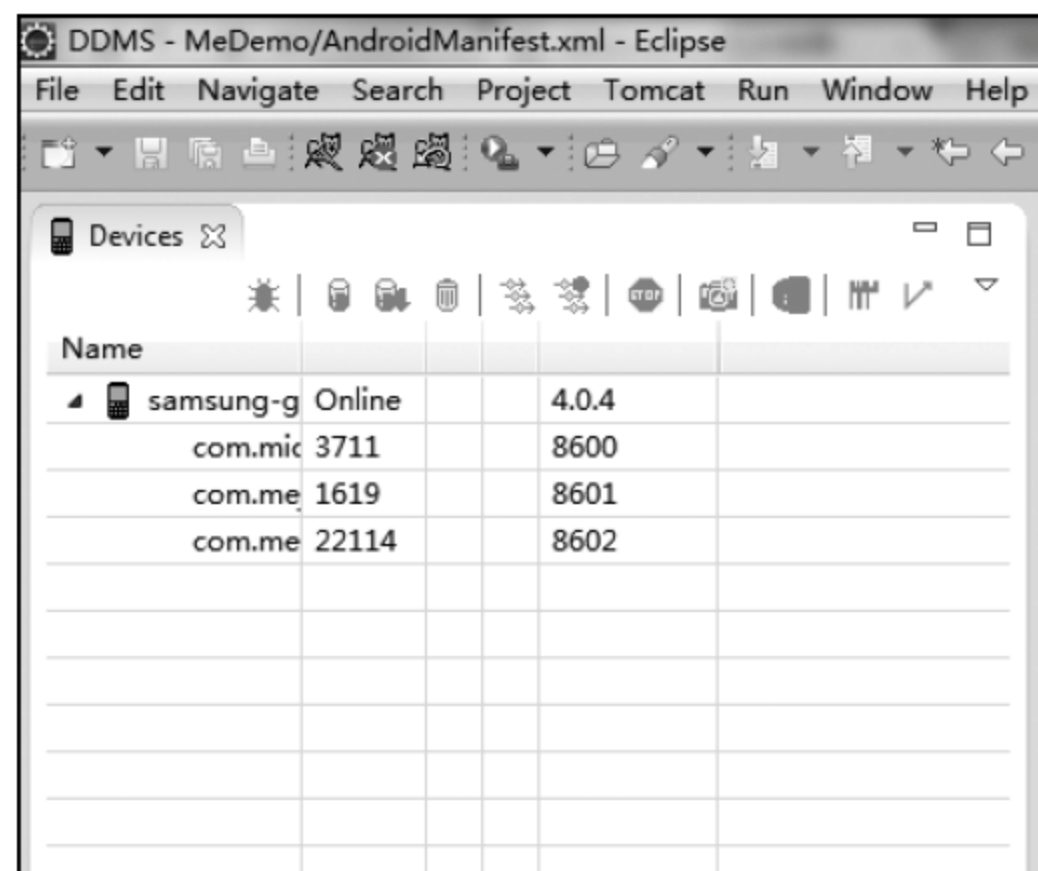 DDMS - MeDemo/AndroidManifest.xml - Eclipse
File Edit Navigate Search Project Tomcat Run Window Help
Devices
STOP
Name
samsung-g Online 4.0.4
com.mic 3711 8600
com.me 1619 8601
com.me 22114 8602